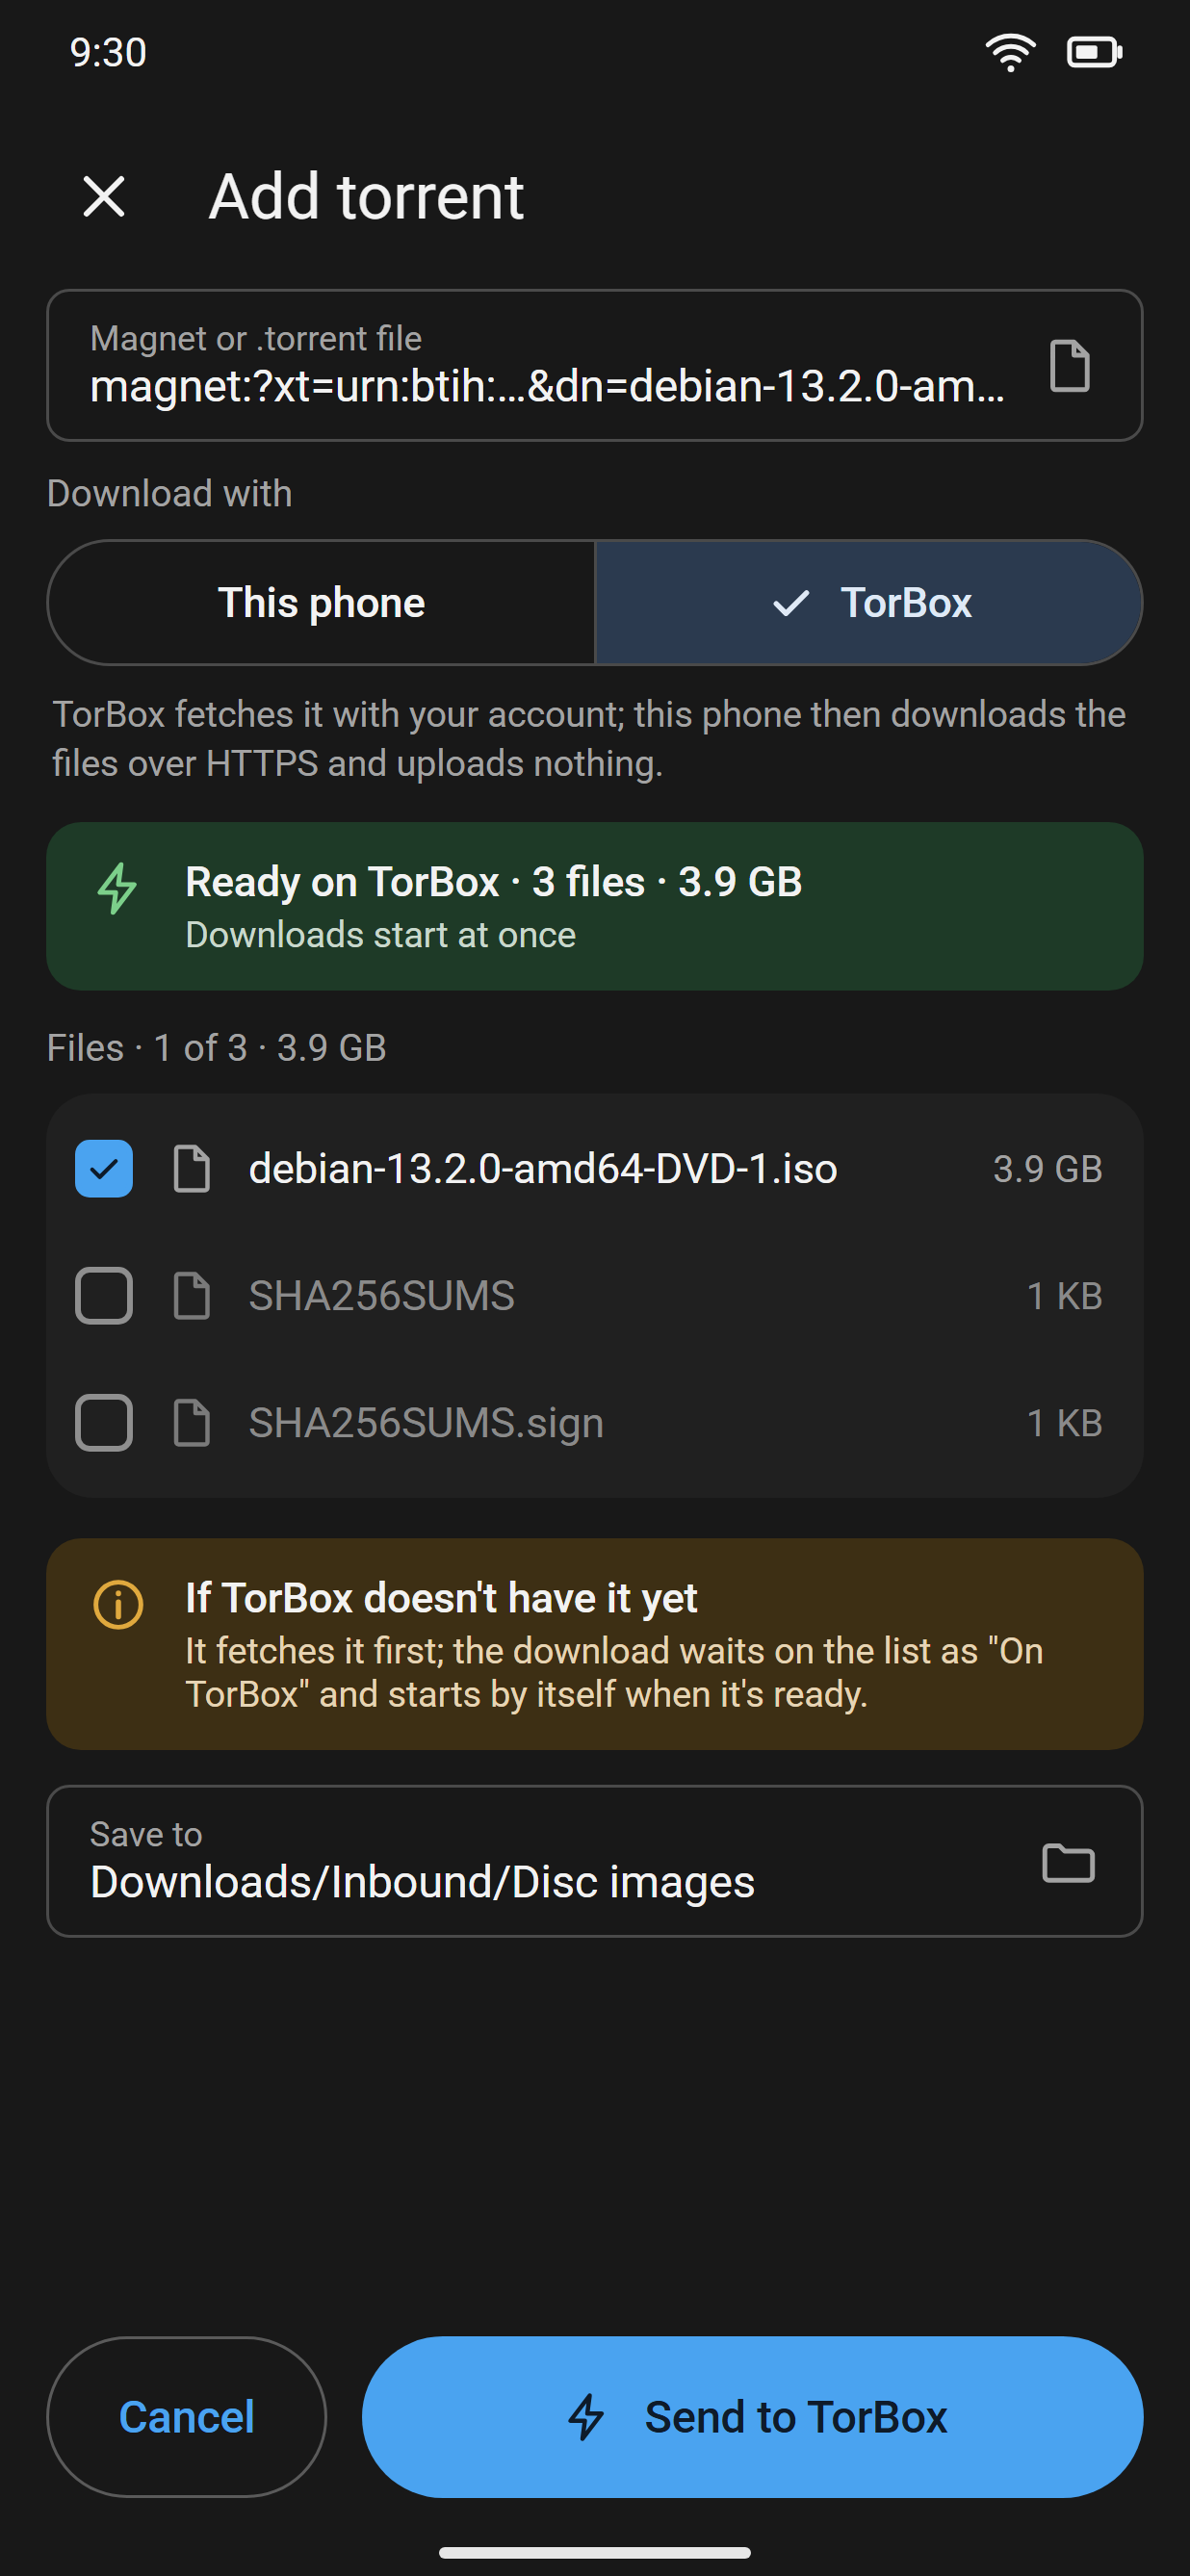 9:30
Add torrent
Magnet or .torrent file
magnet:?xt=urn:btih:...&dn=debian-13.2.0-am...
Download with
This phone
TorBox
TorBox fetches it with your account; this phone then downloads the
files over HTTPS and uploads nothing.
Ready on TorBox · 3 files · 3.9 GB
Downloads start at once
Files · 1 of 3 · 3.9 GB
debian-13.2.0-amd64-DVD-1.iso 3.9 GB
SHA256SUMS 1 KB
SHA256SUMS.sign 1 KB
If TorBox doesn't have it yet
It fetches it first; the download waits on the list as "On
TorBox" and starts by itself when it's ready.
Save to
Downloads/Inbound/Disc images
Cancel
Send to TorBox